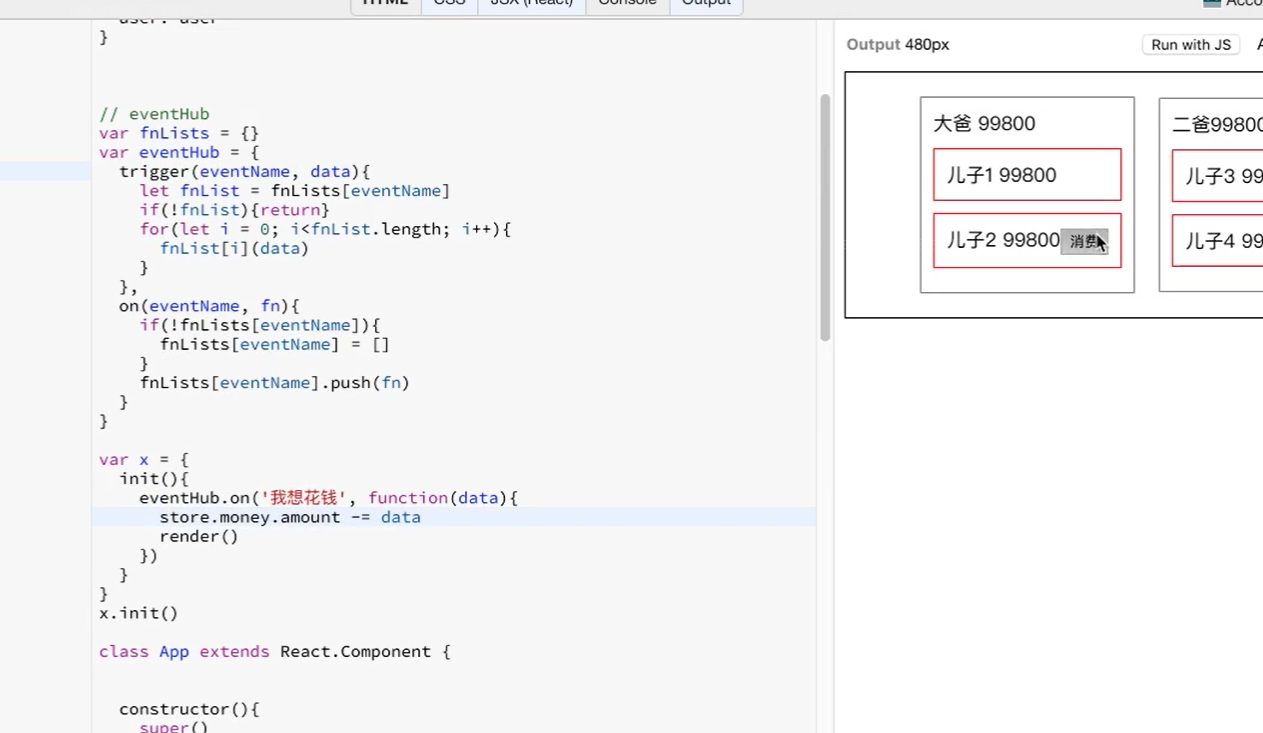 HTML
CSS
JSX (React)
Console
Output
user: user
}
// eventHub
var fnLists = {}
var eventHub = {
trigger(eventName, data){
let fnList = fnLists[eventName]
if(!fnList){return}
for(let i = 0; i<fnList.length; i++){
fnList[i](data)
}
},
on(eventName, fn){
if(!fnLists[eventName]){
fnLists[eventName] = []
}
fnLists[eventName].push(fn)
}
}
var x = {
init(){
eventHub.on('我想花钱', function(data){
store.money.amount -= data
render()
})
}
}
x.init()
class App extends React.Component {
constructor(){
super()
Output 480px
Run with JS
大爸 99800
儿子1 99800
儿子2 99800 消费
二爸9980
儿子3 99
儿子4 99